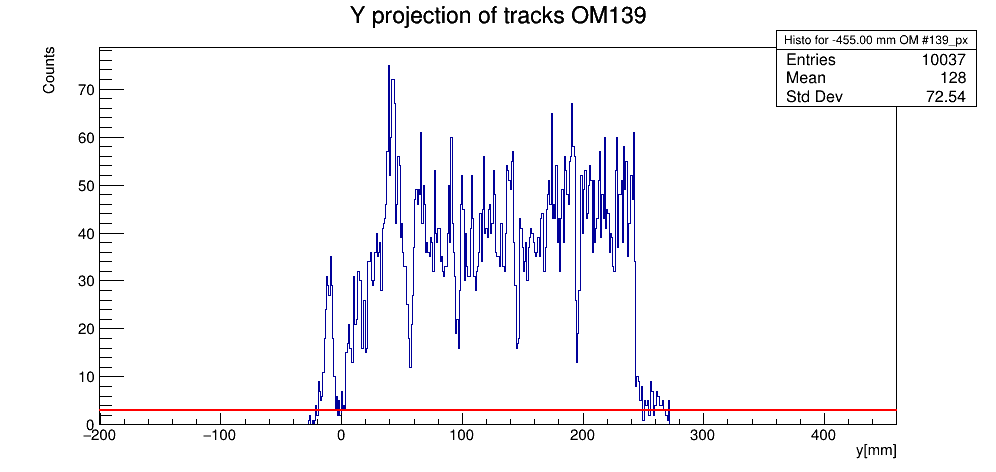 Y projection of tracks OM139
Histo for -455.00 mm OM #139_px
Entries 10037
Mean 128
Std Dev 72.54
Counts
70
60
50
40
30
20
10
0
−200 −100 0 100 200 300 400
y[mm]